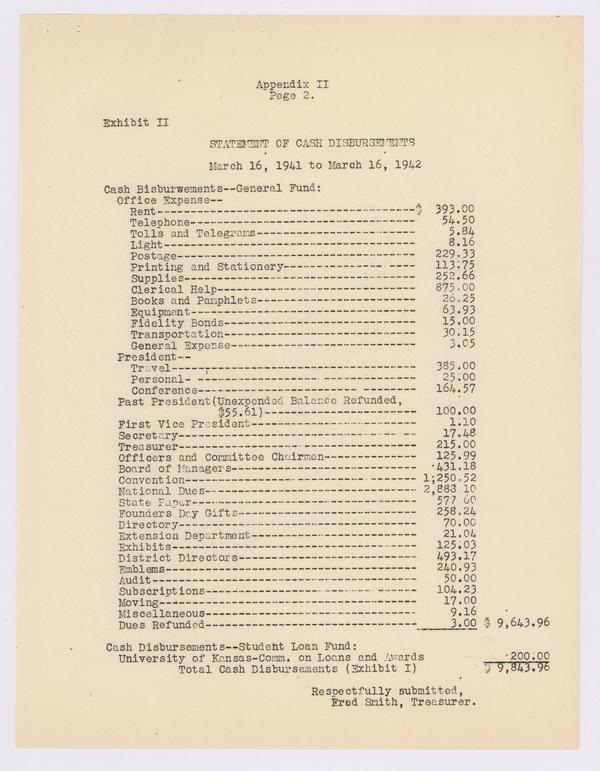 Appendix II
Page 2.
Exhibit II
STATEMENT OF CASH DISBURSEMENTS
March 16, 1941 to March 16, 1942
Cash Bisbursements--General Fund:
Office Expense--
Rent---------------------------------------$ 393.00
Telephone---------------------------------- 54.50
Tolls and Telegrams------------------------ 5.84
Light-------------------------------------- 8.16
Postage------------------------------------ 229.33
Printing and Stationery-------------- ---- 113.75
Supplies----------------------------------- 252.66
Clerical Help------------------------------ 875.00
Books and Pamphlets------------------------ 26.25
Equipment---------------------------------- 63.93
Fidelity Bonds----------------------------- 15.00
Transportation----------------------------- 30.15
General Expense---------------------------- 3.05
President--
Travel------------------------------------- 385.00
Personal- --------------------------------- 25.00
Conference------------------------ -------- 164.57
Past President(Unexpended Balance Refunded,
$55.61)----------------------- 100.00
First Vice President------------------------- 1.10
Secretary------------------------------------ 17.48
Treasurer------------------------------------ 215.00
Officers and Committee Chairmen-------------- 125.99
Board of Managers---------------------------- 431.18
Convention----------------------------------- 1,250.52
National Dues-------------------------------- 2,883.10
State Paper---------------------------------- 577.60
Founders Day Gifts--------------------------- 258.24
Directory------------------------------------ 70.00
Extension Department------------------------- 21.04
Exhibits------------------------------------- 125.03
District Directors--------------------------- 493.17
Emblems-------------------------------------- 240.93
Audit---------------------------------------- 50.00
Subscriptions-------------------------------- 104.23
Moving--------------------------------------- 17.00
Miscellaneous-------------------------------- 9.16
Dues Refunded-------------------------------- 3.00 $ 9,643.96
Cash Disbursements--Student Loan Fund:
University of Kansas-Comm. on Loans and Awards 200.00
Total Cash Disbursements (Exhibit I) $ 9,843.96
Respectfully submitted,
Fred Smith, Treasurer.